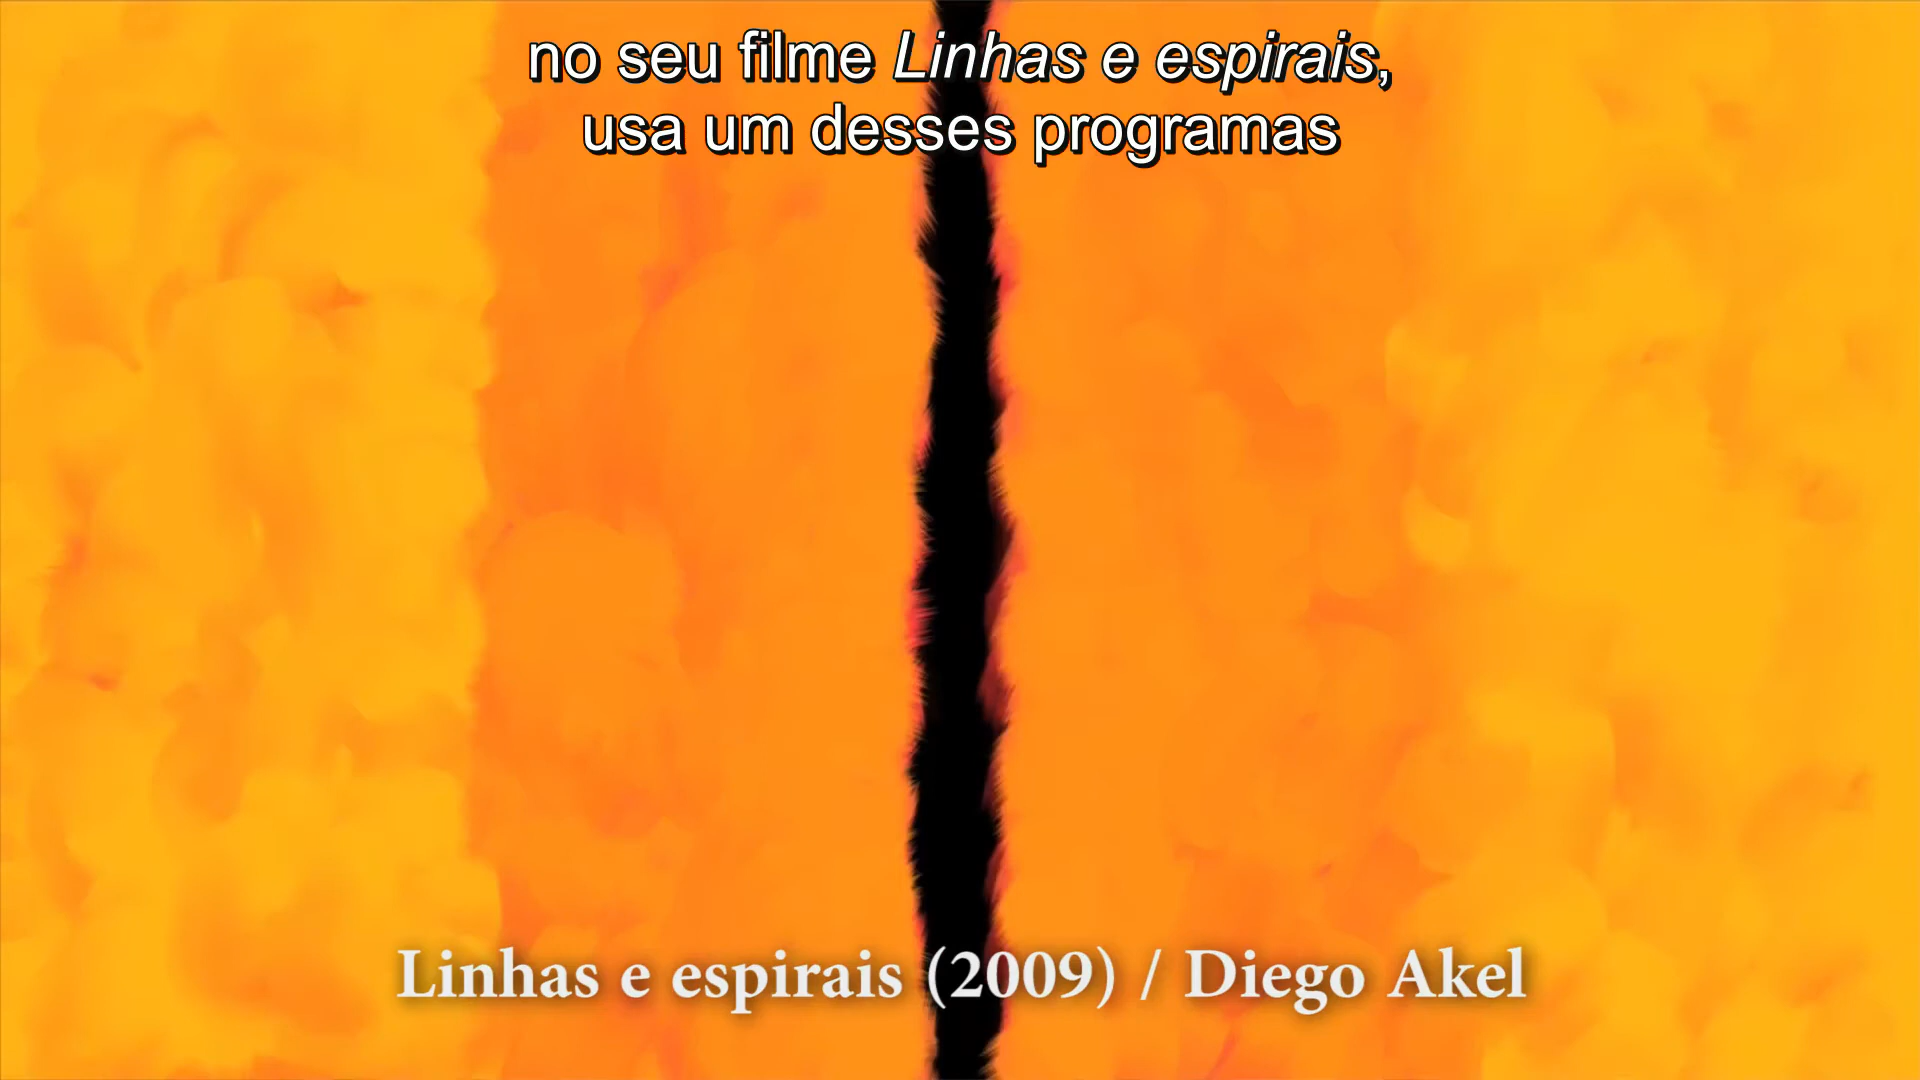 no seu filme Linhas e espirais,
usa um desses programas
Linhas e espirais (2009) / Diego Akel